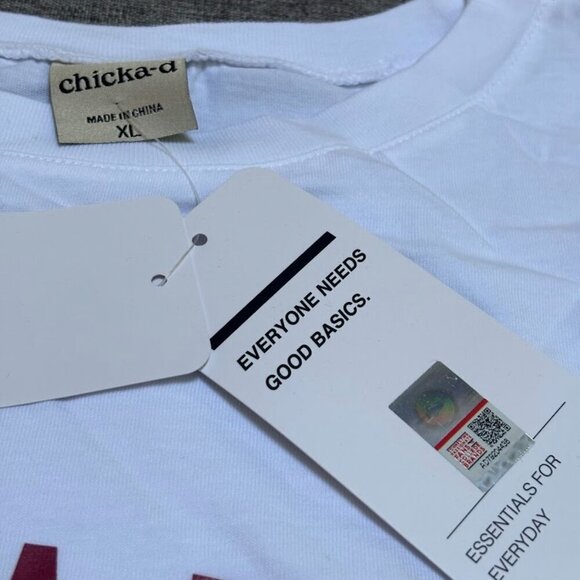 chicka-d
MADE IN CHINA
XL
EVERYONE NEEDS
GOOD BASICS.
ESSENTIALS FOR
EVERYDAY